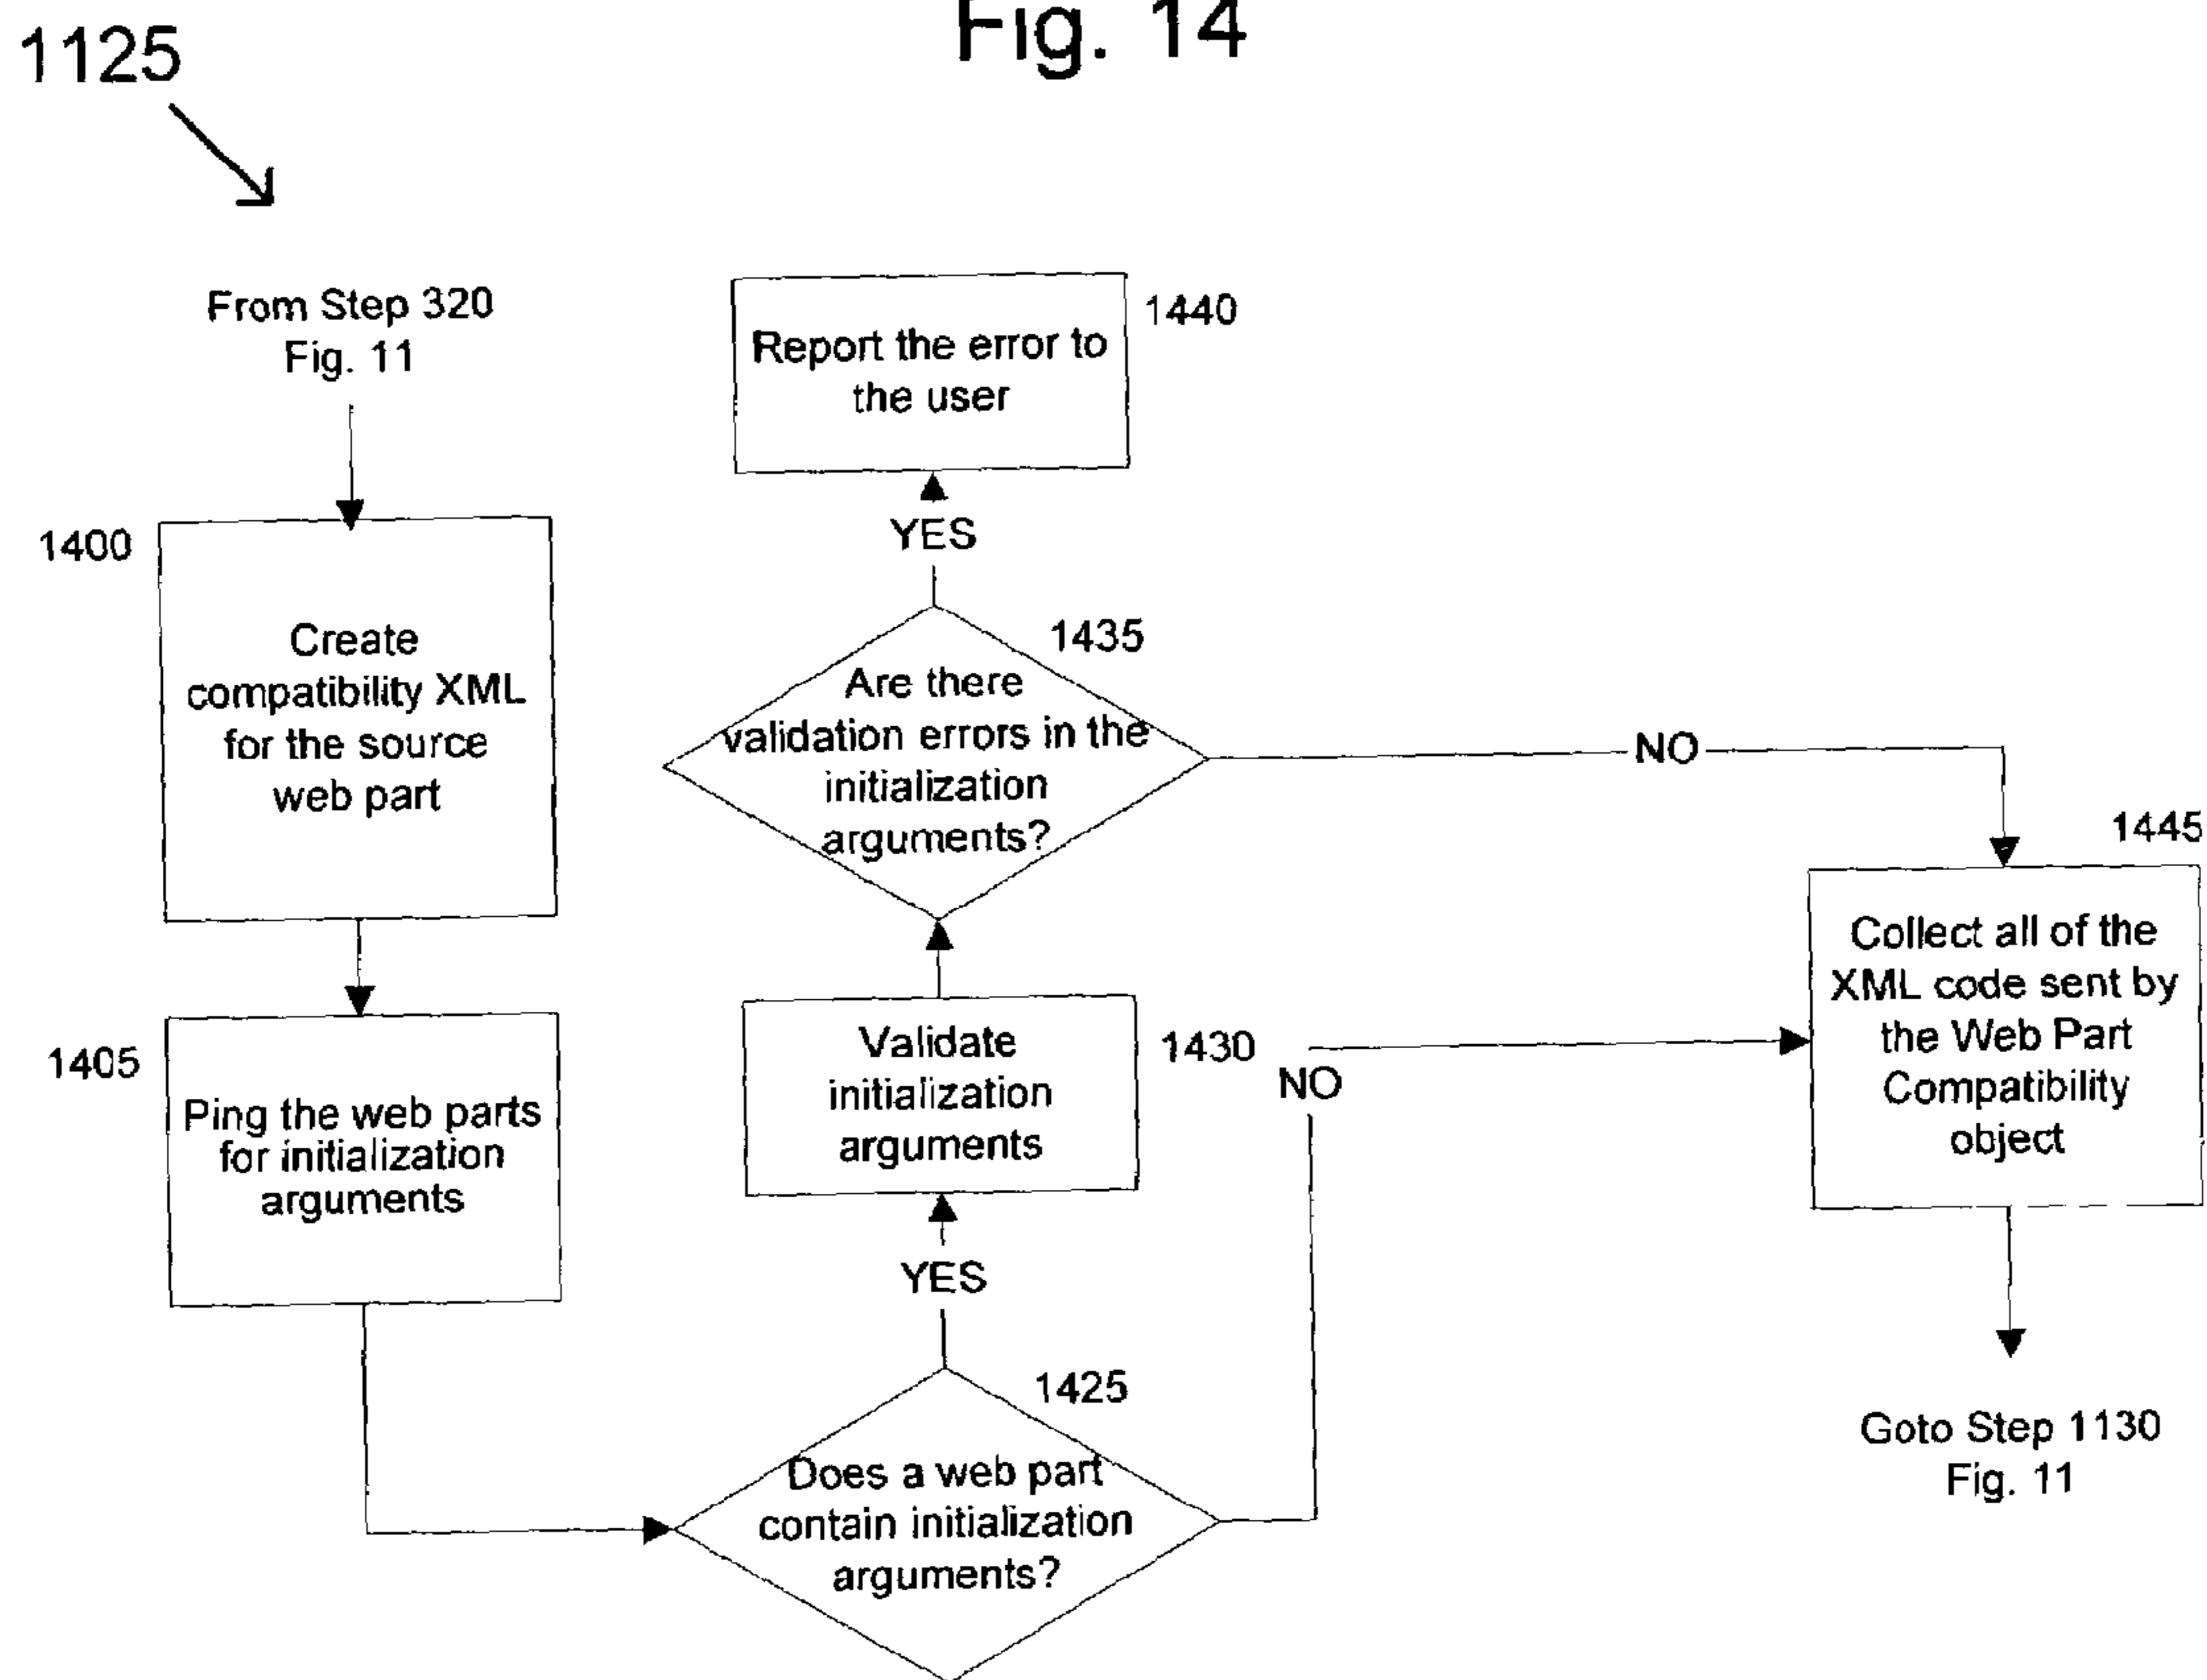 Fig. 14
1125
From Step 320
Fig. 11
1400
Create
compatibility XML
for the source
web part
1405
Ping the web parts
for initialization
arguments
1440
Report the error to
the user
YES
1435
Are there
validation errors in the
initialization
arguments?
NO
1430
Validate
initialization
arguments
YES
NO
1425
Does a web part
contain initialization
arguments?
1445
Collect all of the
XML code sent by
the Web Part
Compatibility
object
Goto Step 1130
Fig. 11